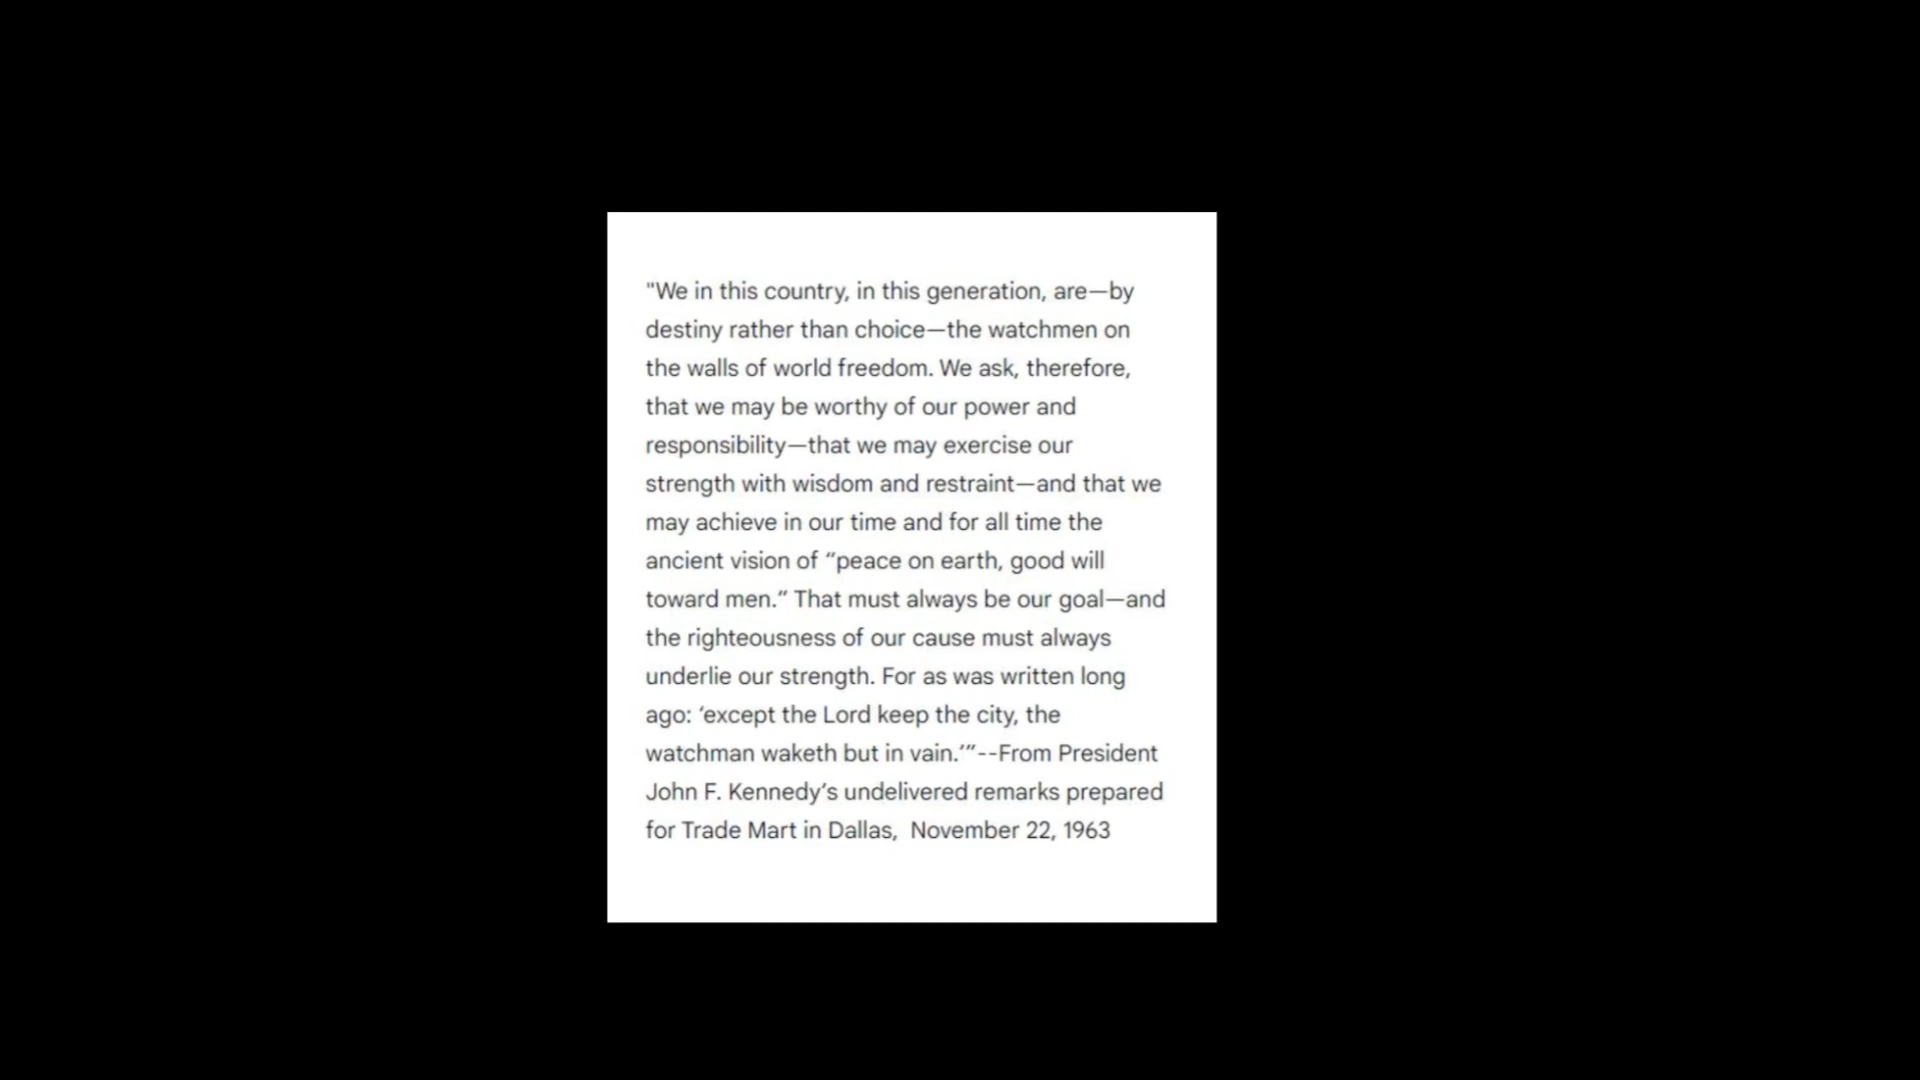 "We in this country, in this generation, are—by
destiny rather than choice—the watchmen on
the walls of world freedom. We ask, therefore,
that we may be worthy of our power and
responsibility—that we may exercise our
strength with wisdom and restraint—and that we
may achieve in our time and for all time the
ancient vision of “peace on earth, good will
toward men.” That must always be our goal—and
the righteousness of our cause must always
underlie our strength. For as was written long
ago: ‘except the Lord keep the city, the
watchman waketh but in vain.’”--From President
John F. Kennedy’s undelivered remarks prepared
for Trade Mart in Dallas,  November 22, 1963